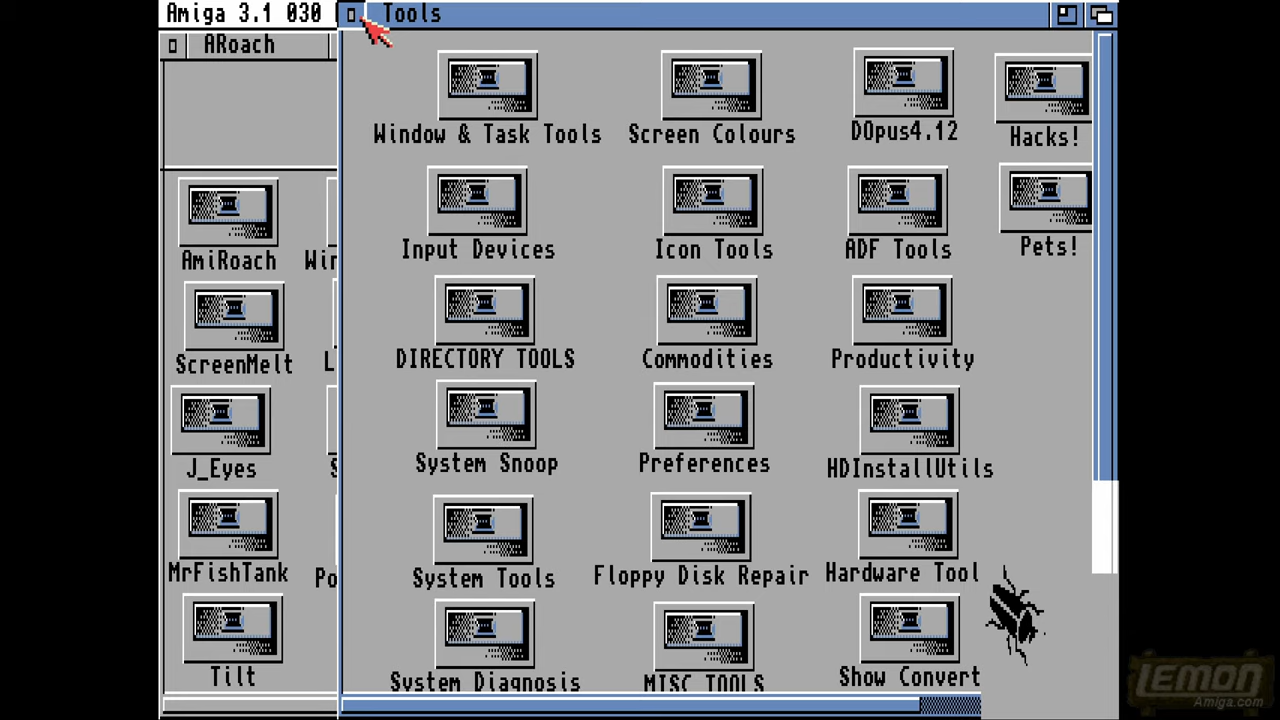 Amiga 3.1 030
Tools
ARoach
Window & Task Tools
Screen Colours
DOpus4.12
Hacks!
Input Devices
Icon Tools
ADF Tools
Pets!
AmiRoach
DIRECTORY TOOLS
Commodities
Productivity
ScreenMelt
System Snoop
Preferences
HDInstallUtils
J_Eyes
System Tools
Floppy Disk Repair
Hardware Tool
MrFishTank
Po
System Diagnosis
MISC TOOLS
Show Convert
Tilt
LEMON
Amiga.com